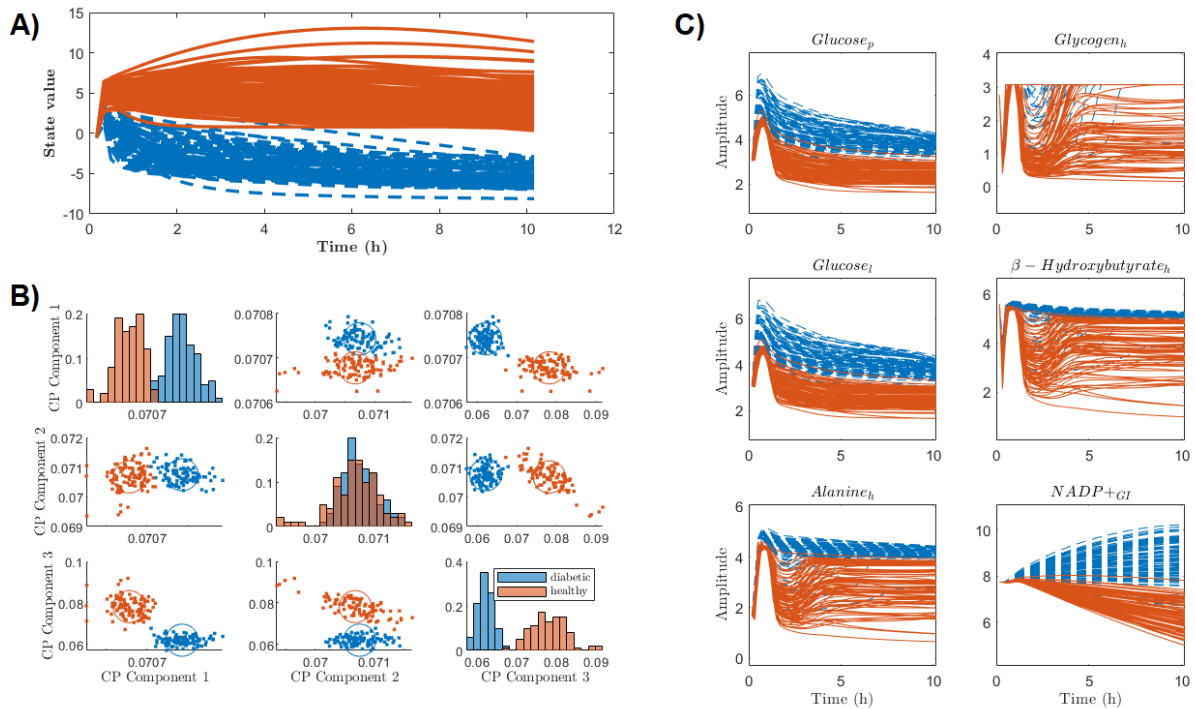 A)
15
10
5
0
-5
-10
State value
0 2 4 6 8 10 12
Time (h)
B)
CP Component 1
0.2
0.1
0
0.0707
0.0708
0.0707
0.0706
0.07 0.071
0.0708
0.0707
0.0706
0.06 0.07 0.08 0.09
CP Component 2
0.072
0.071
0.07
0.069
0.0707
0.2
0.1
0
0.07 0.071
0.072
0.071
0.07
0.069
0.06 0.07 0.08 0.09
CP Component 3
0.1
0.08
0.06
0.0707
CP Component 1
0.1
0.08
0.06
0.07 0.071
CP Component 2
diabetic
healthy
0.4
0.2
0
0.06 0.07 0.08 0.09
CP Component 3
C)
Glucose_p
Amplitude
6
4
2
0 5 10
Glycogen_h
4
3
2
1
0
0 5 10
Glucose_l
Amplitude
6
4
2
0 5 10
β − Hydroxybutyrate_h
6
4
2
0 5 10
Alanine_h
Amplitude
6
4
2
0
0 5 10
Time (h)
NADP+_GI
10
8
6
0 5 10
Time (h)